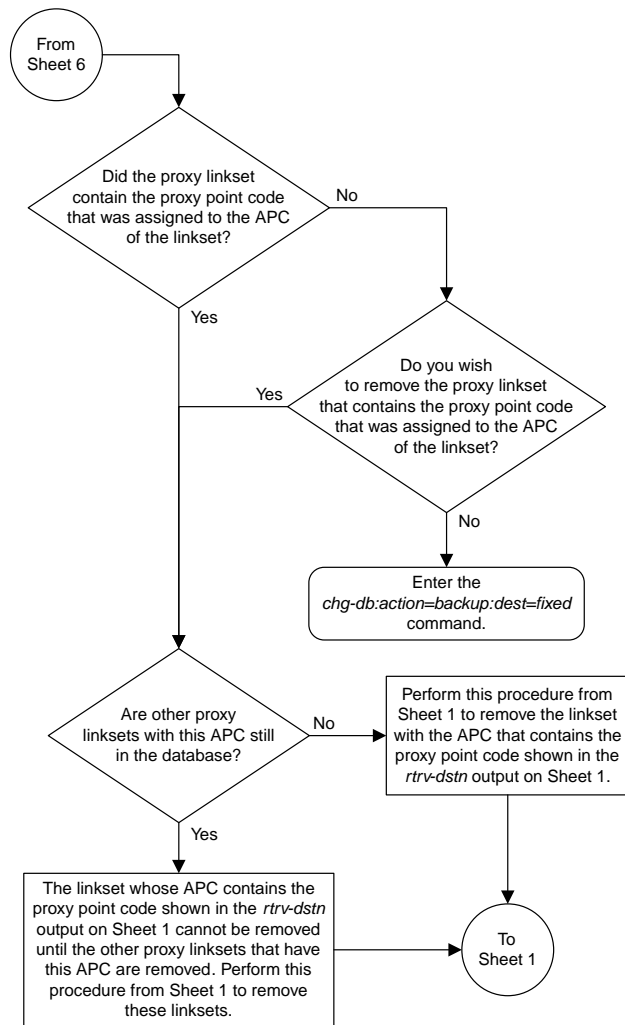 From
Sheet 6
Did the proxy linkset
contain the proxy point code
that was assigned to the APC
of the linkset?
No
Yes
Do you wish
to remove the proxy linkset
that contains the proxy point code
that was assigned to the APC
of the linkset?
Yes
No
Enter the
chg-db:action=backup:dest=fixed
command.
Are other proxy
linksets with this APC still
in the database?
No
Perform this procedure from
Sheet 1 to remove the linkset
with the APC that contains the
proxy point code shown in the
rtrv-dstn output on Sheet 1.
Yes
The linkset whose APC contains the
proxy point code shown in the rtrv-dstn
output on Sheet 1 cannot be removed
until the other proxy linksets that have
this APC are removed. Perform this
procedure from Sheet 1 to remove
these linksets.
To
Sheet 1